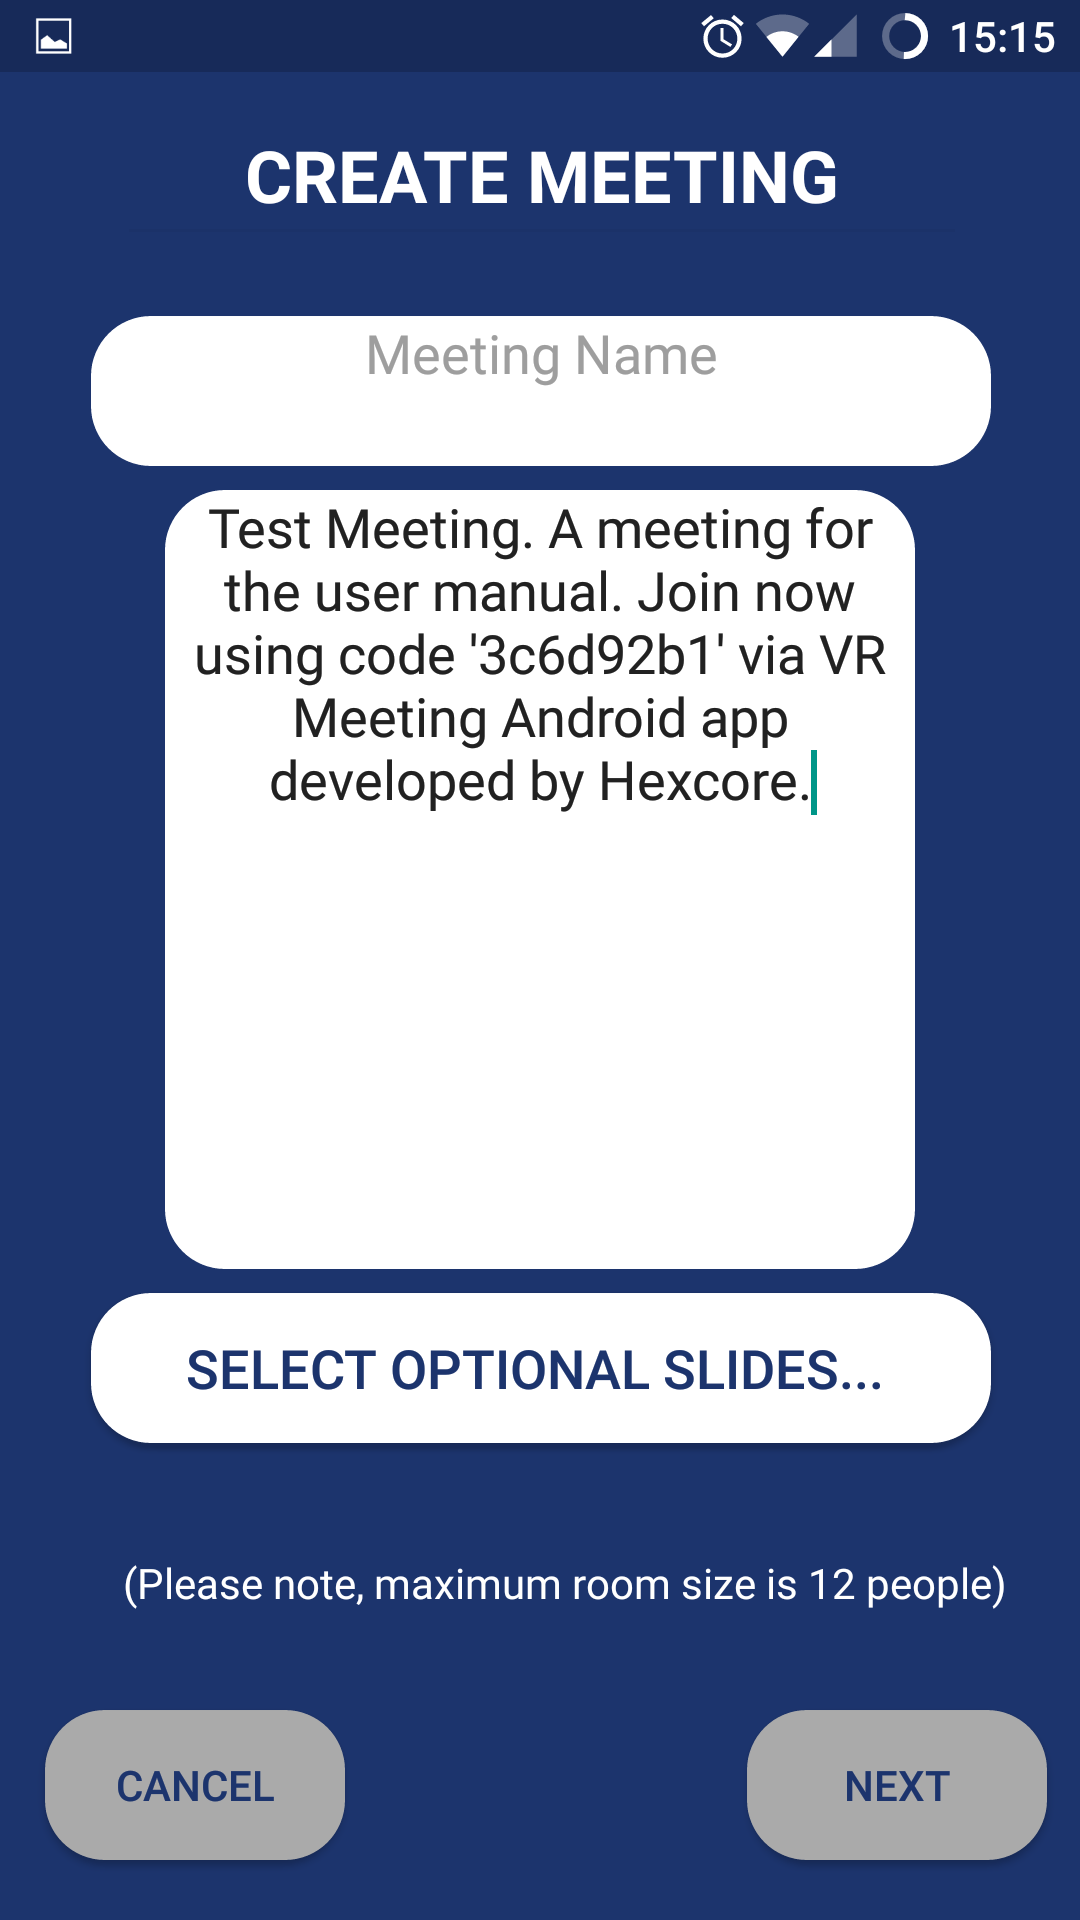 15:15
CREATE MEETING
Meeting Name
Test Meeting. A meeting for
the user manual. Join now
using code '3c6d92b1' via VR
Meeting Android app
developed by Hexcore.
SELECT OPTIONAL SLIDES...
(Please note, maximum room size is 12 people)
CANCEL
NEXT